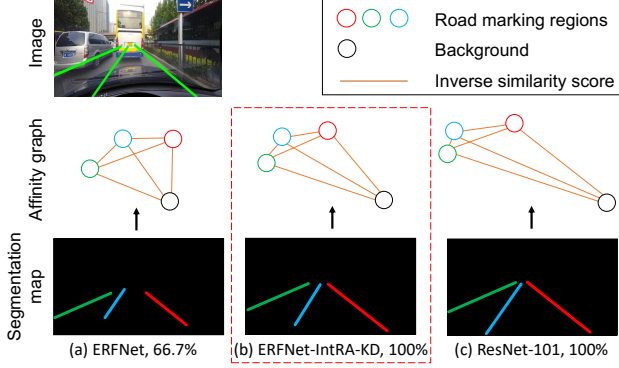 Image
Road marking regions
Background
Inverse similarity score
Affinity graph
Segmentation
map
(a) ERFNet, 66.7%
(b) ERFNet-IntRA-KD, 100%
(c) ResNet-101, 100%